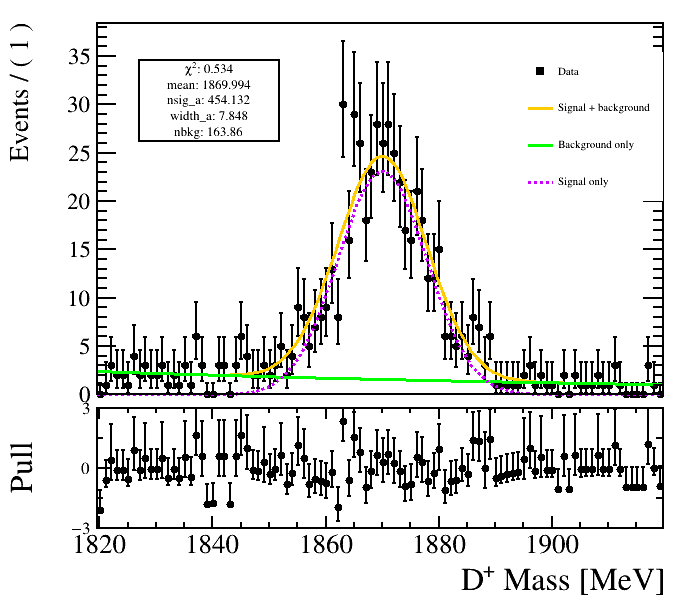 Events / ( 1 )
35
30
25
20
15
10
5
0
χ²: 0.534
mean: 1869.994
nsig_a: 454.132
width_a: 7.848
nbkg: 163.86
Data
Signal + background
Background only
Signal only
Pull
3
0
−3
1820 1840 1860 1880 1900
D⁺ Mass [MeV]